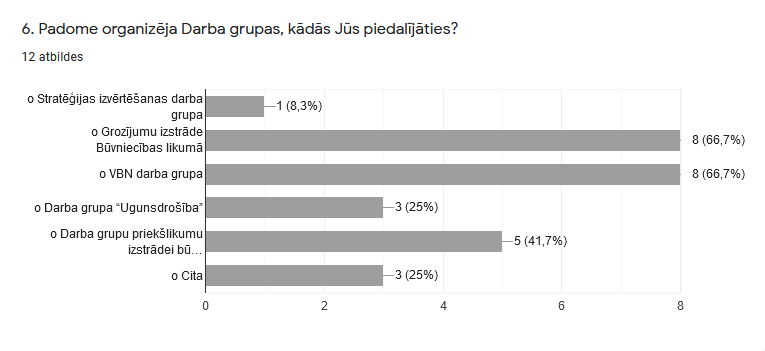 6. Padome organizēja Darba grupas, kādās Jūs piedalījāties?
12 atbildes
o Stratēģijas izvērtēšanas darba
grupa
1 (8,3%)
o Grozījumu izstrāde
Būvniecības likumā
8 (66,7%)
o VBN darba grupa
8 (66,7%)
o Darba grupa “Ugunsdrošība”
3 (25%)
o Darba grupu priekšlikumu
izstrādei bū…
5 (41,7%)
o Cita
3 (25%)
0 2 4 6 8